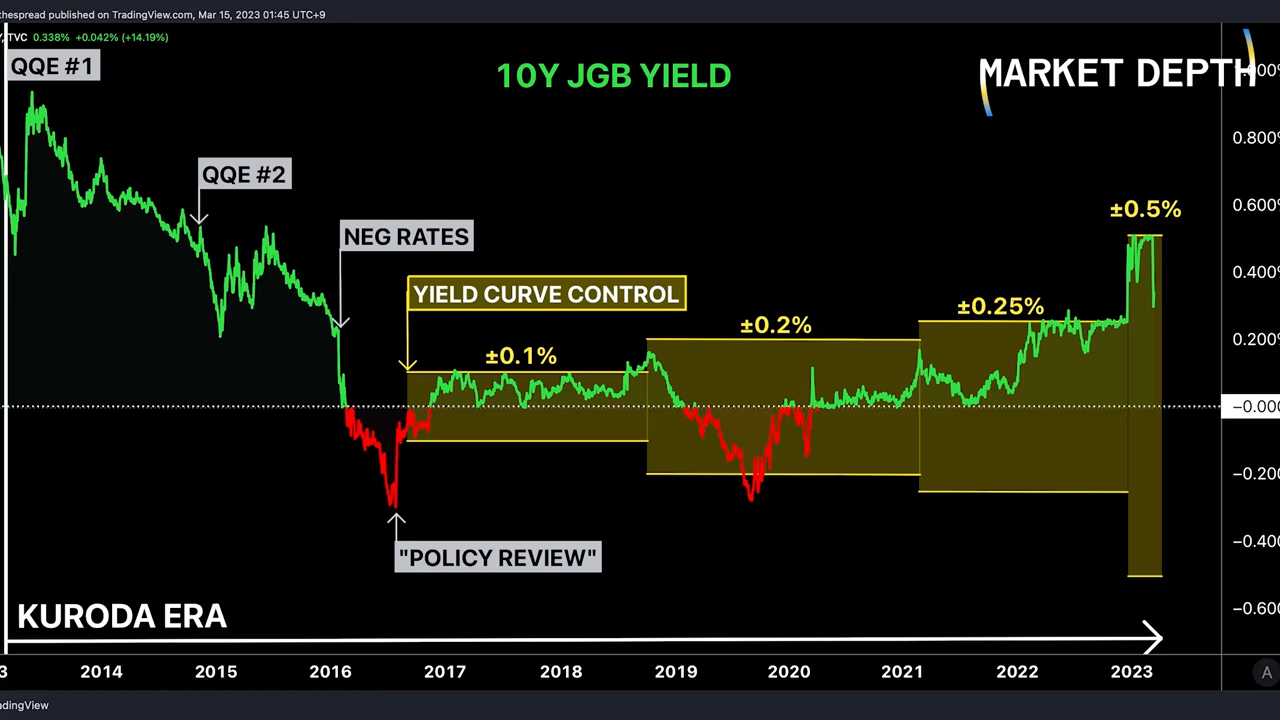 thespread published on TradingView.com, Mar 15, 2023 01:45 UTC+9
TVC 0.338% +0.042% (+14.19%)
QQE #1
10Y JGB YIELD
MARKET DEPTH
0.800%
QQE #2
0.600%
±0.5%
NEG RATES
0.400%
YIELD CURVE CONTROL
±0.25%
±0.2%
0.200%
±0.1%
−0.000
−0.200
−0.400
"POLICY REVIEW"
−0.600
KURODA ERA
3 2014 2015 2016 2017 2018 2019 2020 2021 2022 2023
A
adingView